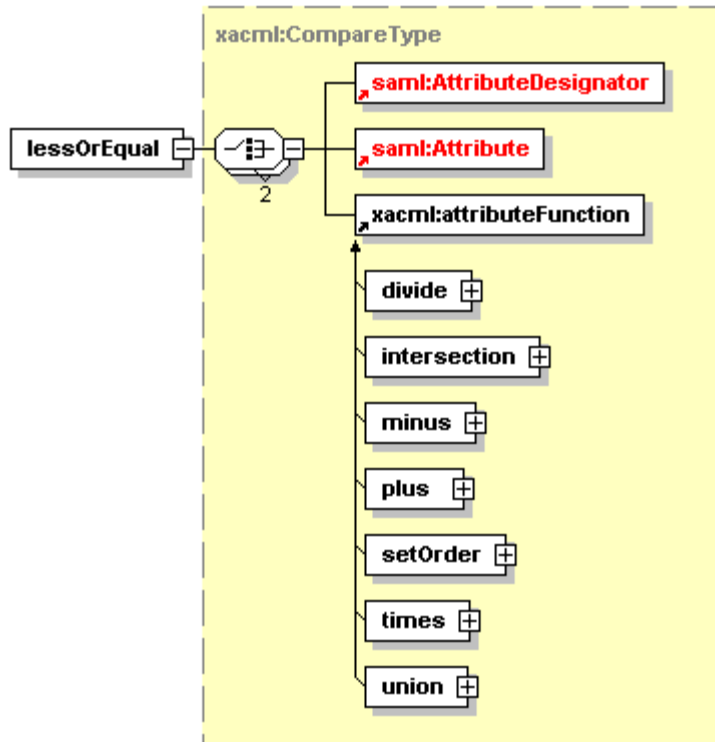 xacml:CompareType
saml:AttributeDesignator
lessOrEqual
saml:Attribute
2
xacml:attributeFunction
divide
intersection
minus
plus
setOrder
times
union